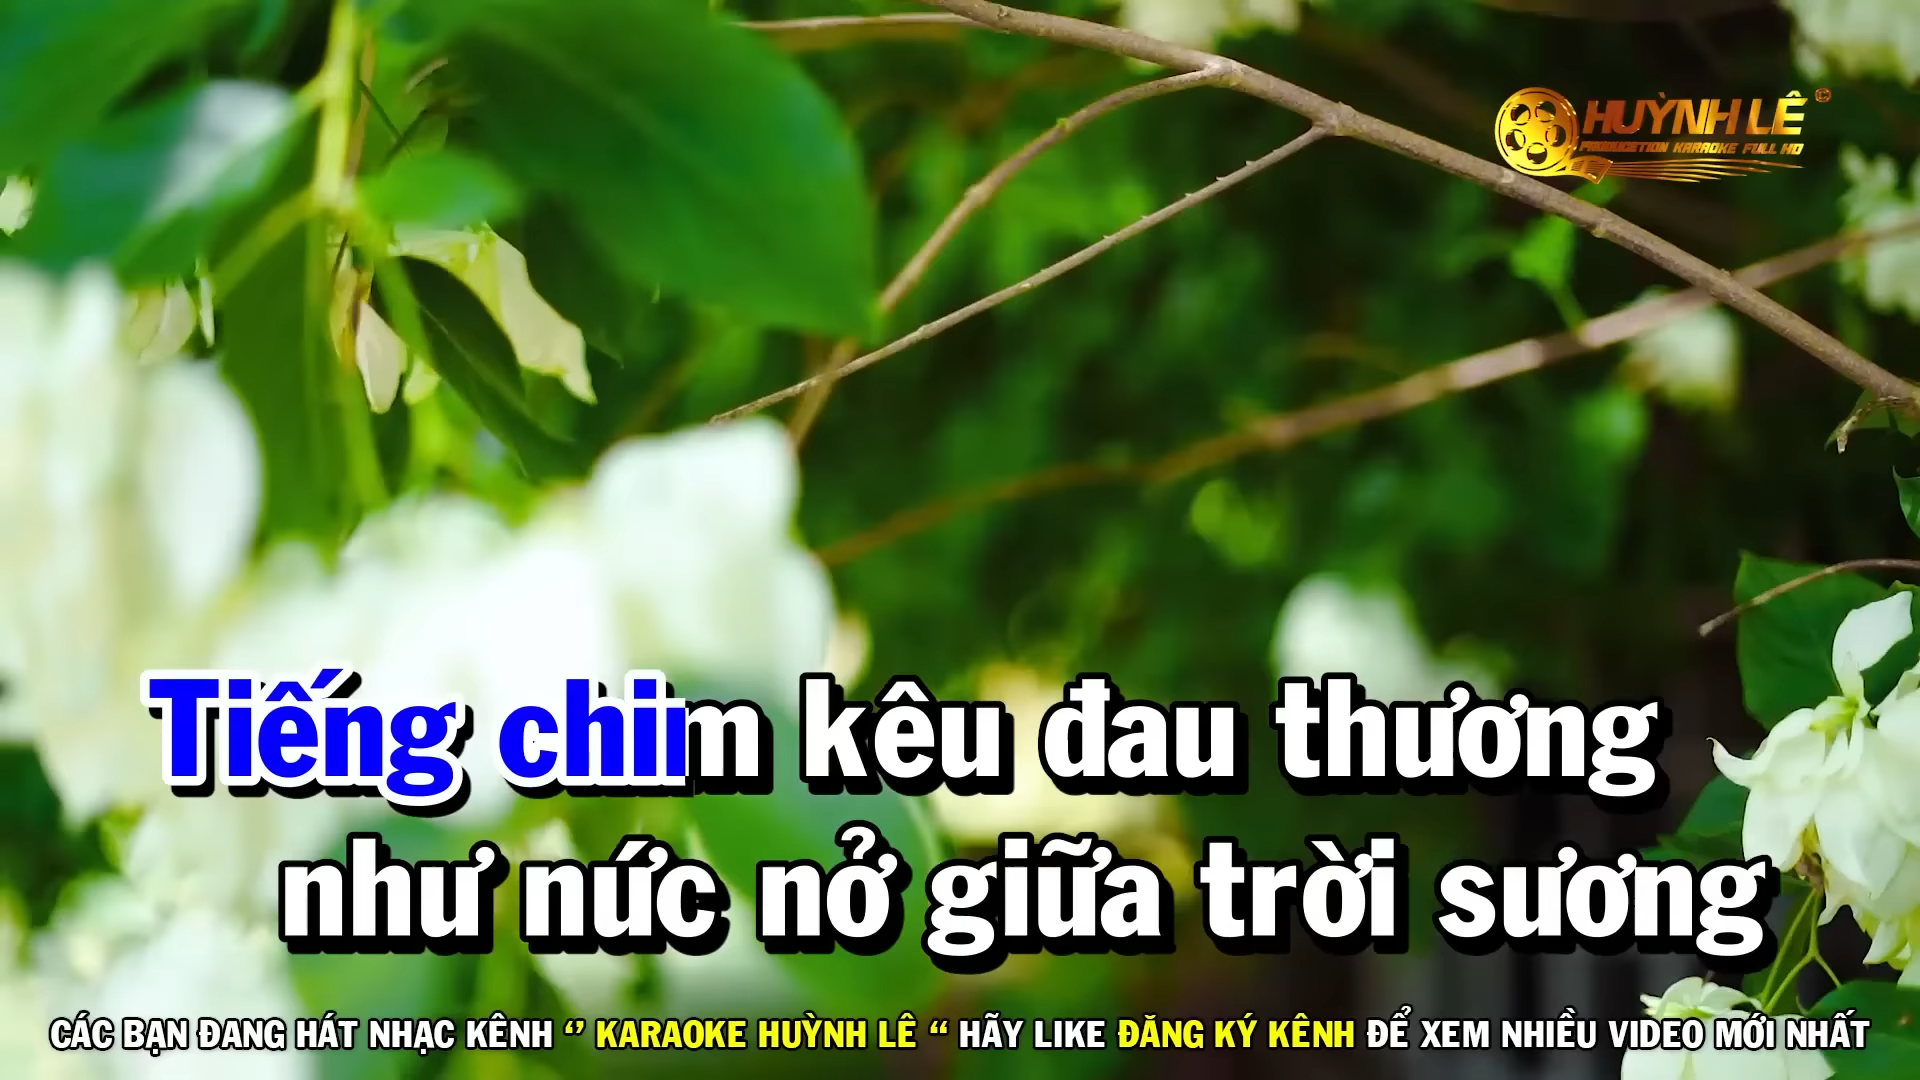 HUỲNH LÊ ©
PRODUCTION KARAOKE FULL HD
Tiếng chim kêu đau thương
như nức nở giữa trời sương
CÁC BẠN ĐANG HÁT NHẠC KÊNH ‘’ KARAOKE HUỲNH LÊ “ HÃY LIKE ĐĂNG KÝ KÊNH ĐỂ XEM NHIỀU VIDEO MỚI NHẤT